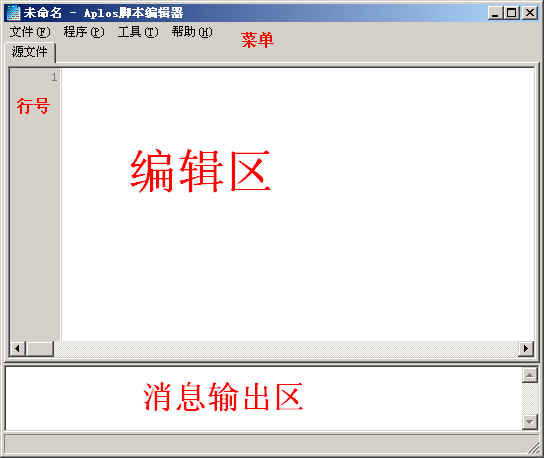 未命名 - Aplos脚本编辑器
文件(F) 程序(P) 工具(T) 帮助(H)
菜单
源文件
1
行号
编辑区
消息输出区